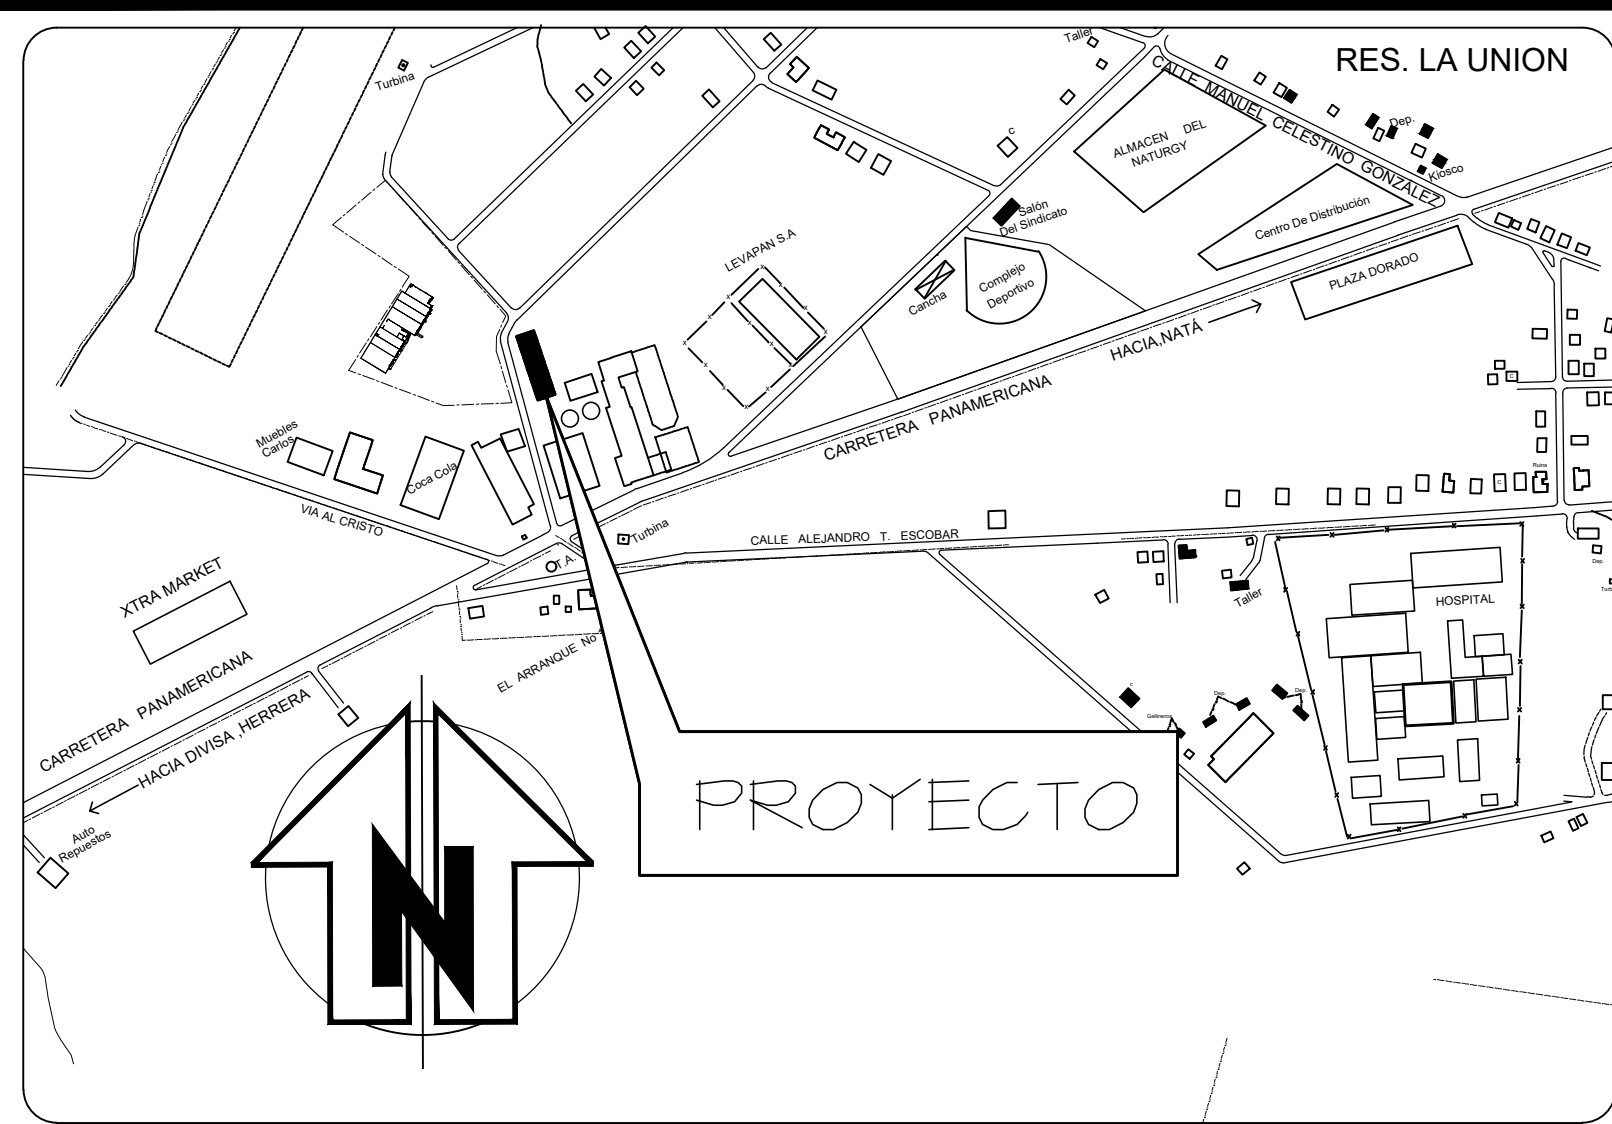 RES. LA UNION
Taller
Turbina
CALLE MANUEL CELESTINO GONZALEZ
Dep.
Kiosco
ALMACEN DEL
NATURGY
c
Salón
Del Sindicato
Centro De Distribución
LEVAPAN S.A
PLAZA DORADO
Complejo
Deportivo
Cancha
HACIA,NATÁ
CARRETERA PANAMERICANA
c
Muebles
Carlos
Coca Cola
Ruina
c
VIA AL CRISTO
Turbina
CALLE ALEJANDRO T. ESCOBAR
T.A.
Dep.
XTRA MARKET
Taller
HOSPITAL
EL ARRANQUE No
CARRETERA PANAMERICANA
HACIA DIVISA ,HERRERA
c
Dep.
Dep.
Gallineros
PROYECTO
Auto
Repuestos
N